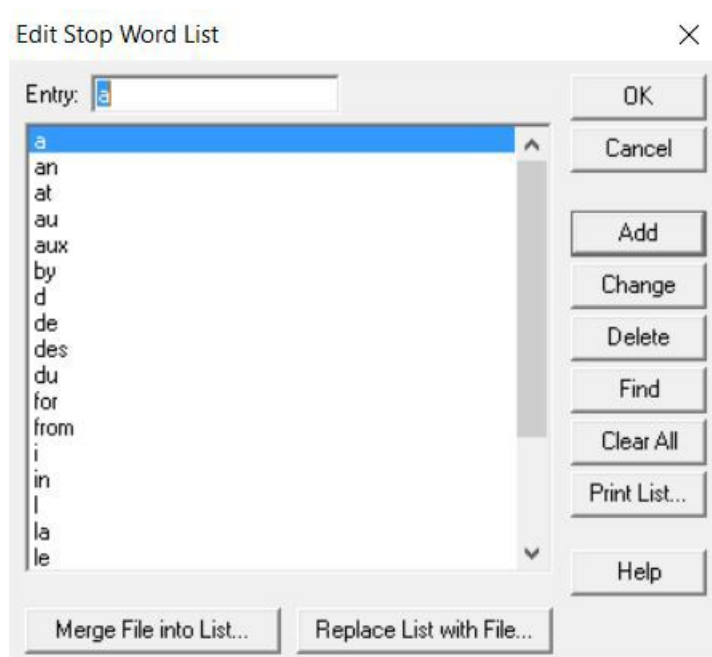 Edit Stop Word List
Entry: a
OK
Cancel
Add
Change
Delete
Find
Clear All
Print List...
Help
a
an
at
au
aux
by
d
de
des
du
for
from
i
in
l
la
le
Merge File into List... Replace List with File...